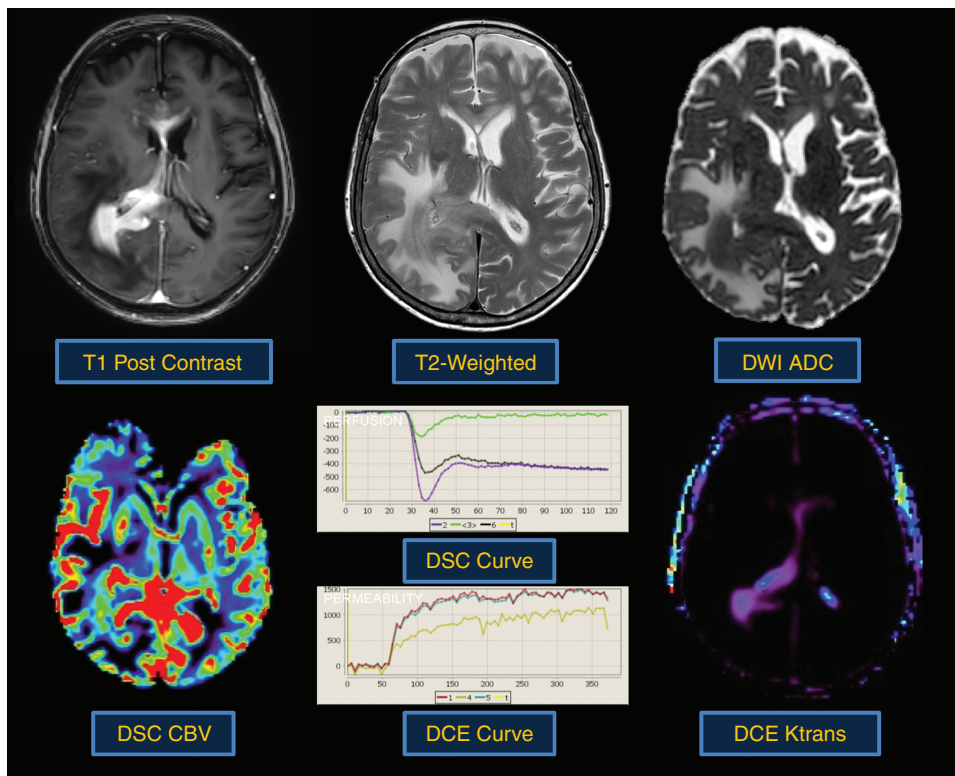 T1 Post Contrast
T2-Weighted
DWI ADC
PERFUSION
0
-100
-200
-300
-400
-500
-600
0 10 20 30 40 50 60 70 80 90 100 110 120
2 <3> 6 t
DSC Curve
PERMEABILITY
1500
1000
500
0
0 50 100 150 200 250 300 350
1 4 5 t
DSC CBV
DCE Curve
DCE Ktrans